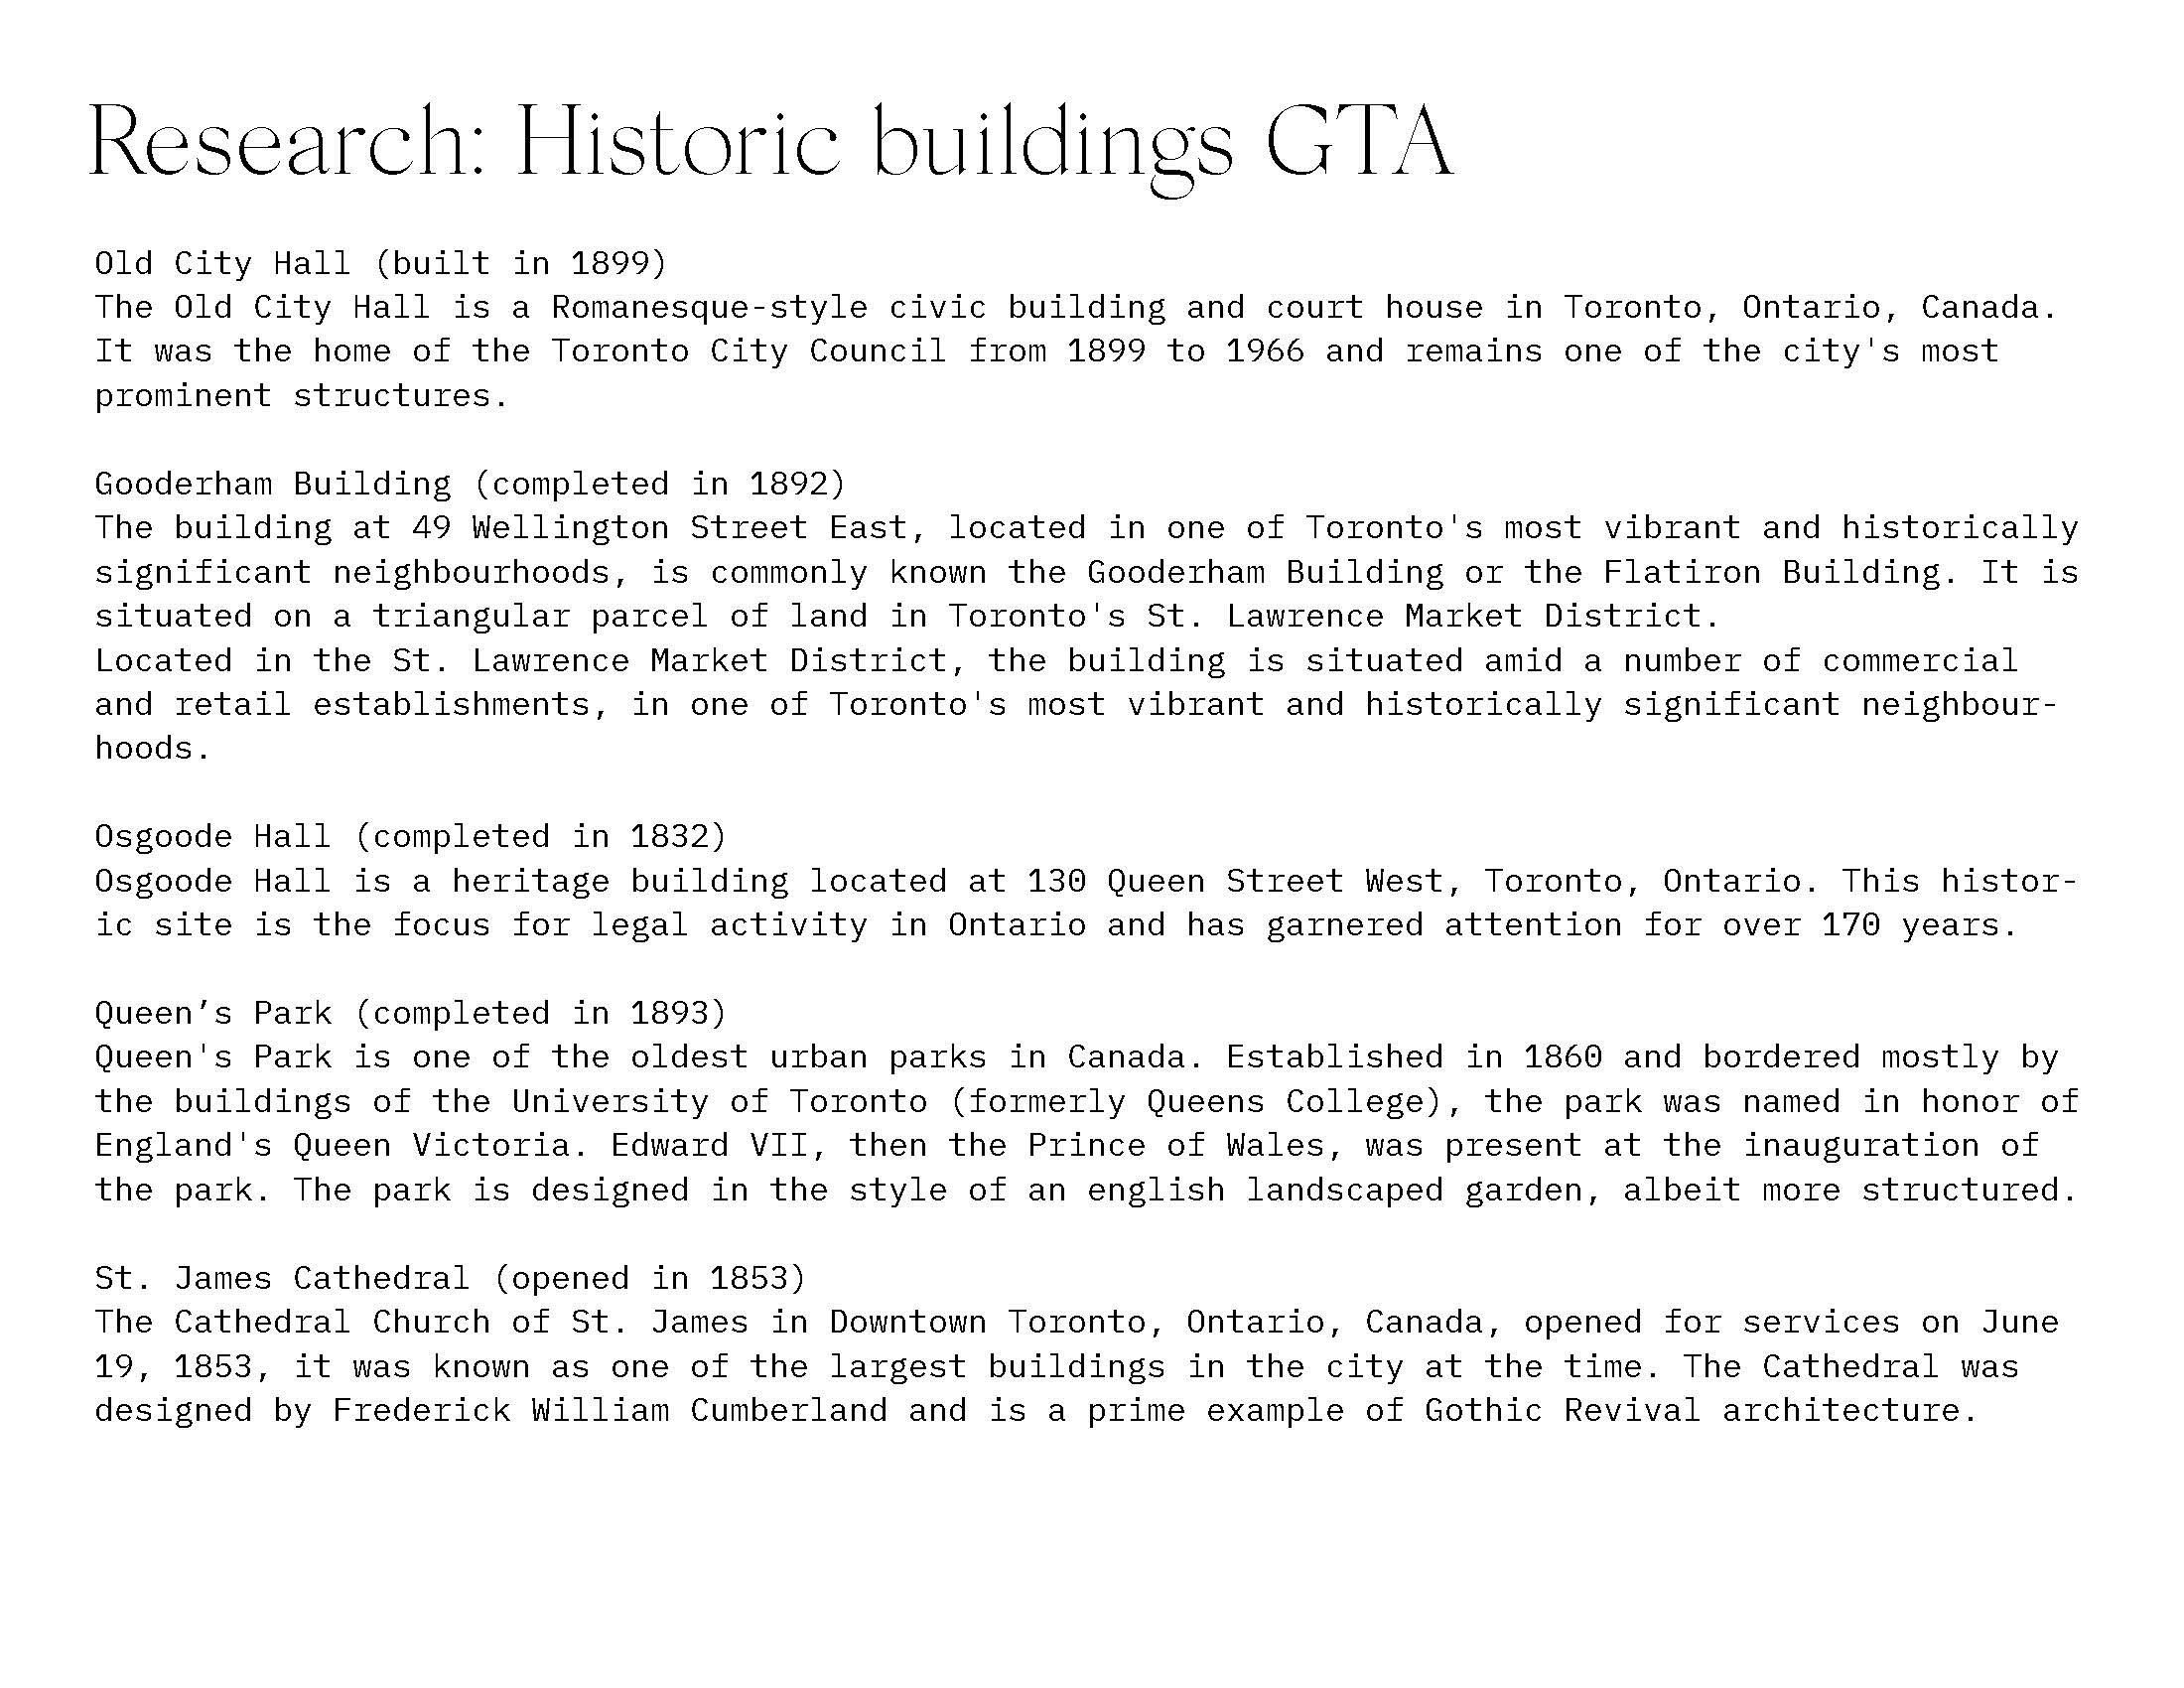 Research: Historic buildings GTA
Old City Hall (built in 1899)
The Old City Hall is a Romanesque-style civic building and court house in Toronto, Ontario, Canada.
It was the home of the Toronto City Council from 1899 to 1966 and remains one of the city's most
prominent structures.
Gooderham Building (completed in 1892)
The building at 49 Wellington Street East, located in one of Toronto's most vibrant and historically
significant neighbourhoods, is commonly known the Gooderham Building or the Flatiron Building. It is
situated on a triangular parcel of land in Toronto's St. Lawrence Market District.
Located in the St. Lawrence Market District, the building is situated amid a number of commercial
and retail establishments, in one of Toronto's most vibrant and historically significant neighbour-
hoods.
Osgoode Hall (completed in 1832)
Osgoode Hall is a heritage building located at 130 Queen Street West, Toronto, Ontario. This histor-
ic site is the focus for legal activity in Ontario and has garnered attention for over 170 years.
Queen’s Park (completed in 1893)
Queen's Park is one of the oldest urban parks in Canada. Established in 1860 and bordered mostly by
the buildings of the University of Toronto (formerly Queens College), the park was named in honor of
England's Queen Victoria. Edward VII, then the Prince of Wales, was present at the inauguration of
the park. The park is designed in the style of an english landscaped garden, albeit more structured.
St. James Cathedral (opened in 1853)
The Cathedral Church of St. James in Downtown Toronto, Ontario, Canada, opened for services on June
19, 1853, it was known as one of the largest buildings in the city at the time. The Cathedral was
designed by Frederick William Cumberland and is a prime example of Gothic Revival architecture.